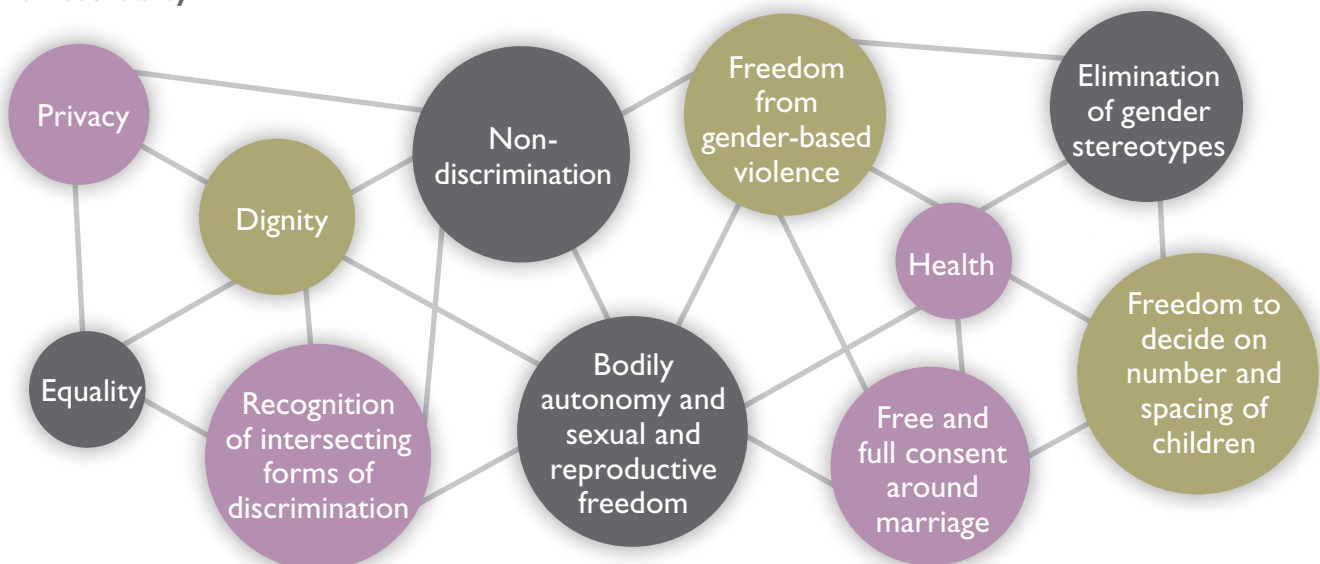 Privacy
Non-
discrimination
Freedom
from
gender-based
violence
Elimination
of gender
stereotypes
Dignity
Health
Equality
Recognition
of intersecting
forms of
discrimination
Bodily
autonomy and
sexual and
reproductive
freedom
Free and
full consent
around
marriage
Freedom to
decide on
number and
spacing of
children